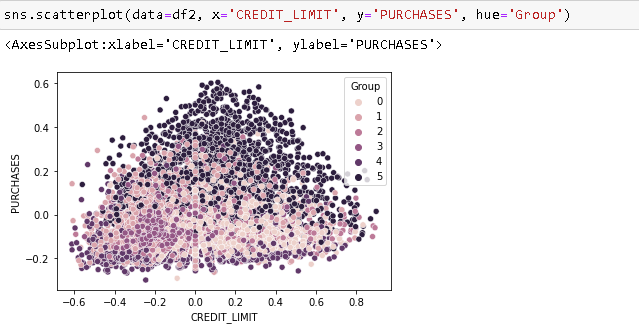 sns.scatterplot(data=df2, x="CREDIT_LIMIT", y="PURCHASES", hue="Group")
<AxesSubplot:xlabel='CREDIT_LIMIT', ylabel='PURCHASES'>
Group
0
1
2
3
4
5
0.6
0.4
0.2
0.0
−0.2
PURCHASES
−0.6 −0.4 −0.2 0.0 0.2 0.4 0.6 0.8
CREDIT_LIMIT